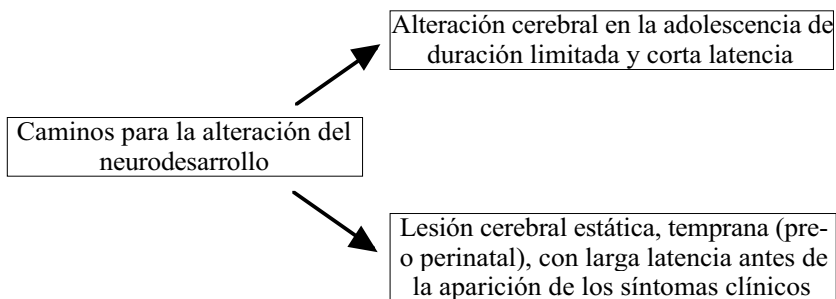 Alteración cerebral en la adolescencia de
duración limitada y corta latencia
Caminos para la alteración del
neurodesarrollo
Lesión cerebral estática, temprana (pre-
o perinatal), con larga latencia antes de
la aparición de los síntomas clínicos